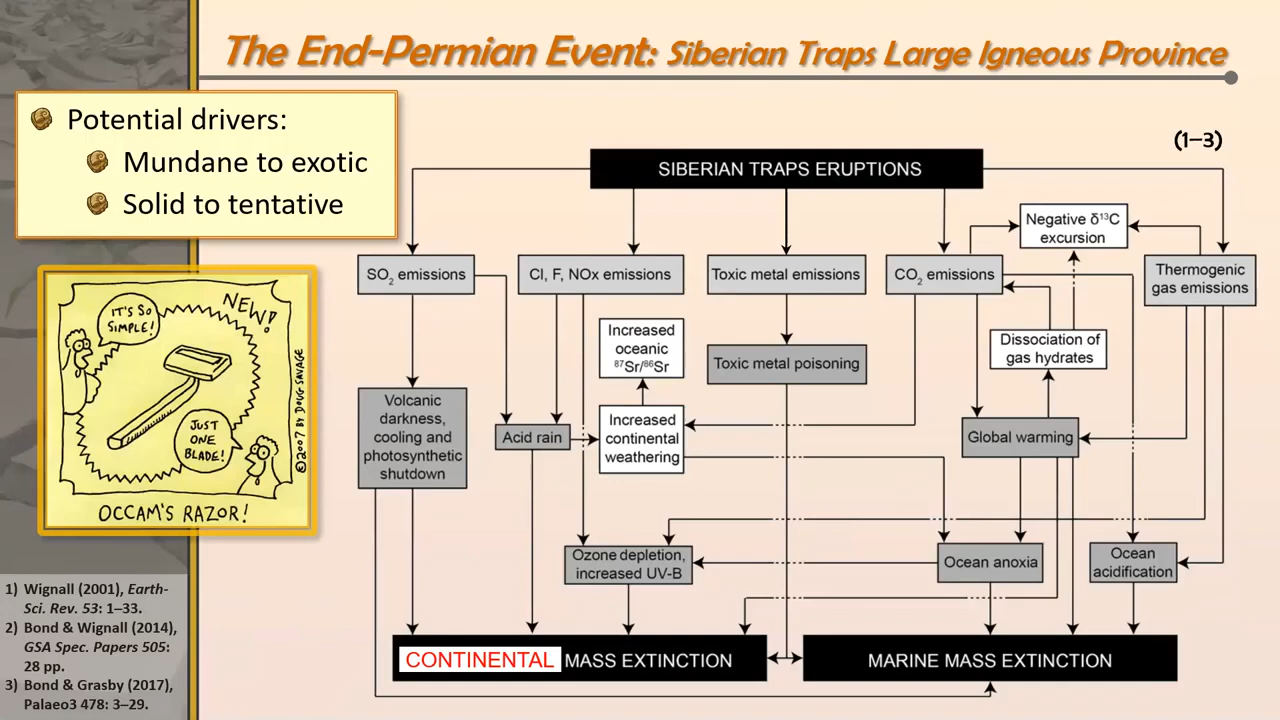 The End-Permian Event: Siberian Traps Large Igneous Province
Potential drivers:
Mundane to exotic
Solid to tentative
(1–3)
SIBERIAN TRAPS ERUPTIONS
Negative δ¹³C
excursion
SO₂ emissions
Cl, F, NOx emissions
Toxic metal emissions
CO₂ emissions
Thermogenic
gas emissions
Increased
oceanic
⁸⁷Sr/⁸⁶Sr
Toxic metal poisoning
Dissociation of
gas hydrates
Volcanic
darkness,
cooling and
photosynthetic
shutdown
Acid rain
Increased
continental
weathering
Global warming
Ozone depletion,
increased UV-B
Ocean anoxia
Ocean
acidification
CONTINENTAL MASS EXTINCTION
MARINE MASS EXTINCTION
IT'S SO
SIMPLE!
NEW!
JUST
ONE
BLADE!
©2007 BY DOUG SAVAGE
OCCAM'S RAZOR!
1) Wignall (2001), Earth-
Sci. Rev. 53: 1–33.
2) Bond & Wignall (2014),
GSA Spec. Papers 505:
28 pp.
3) Bond & Grasby (2017),
Palaeo3 478: 3–29.